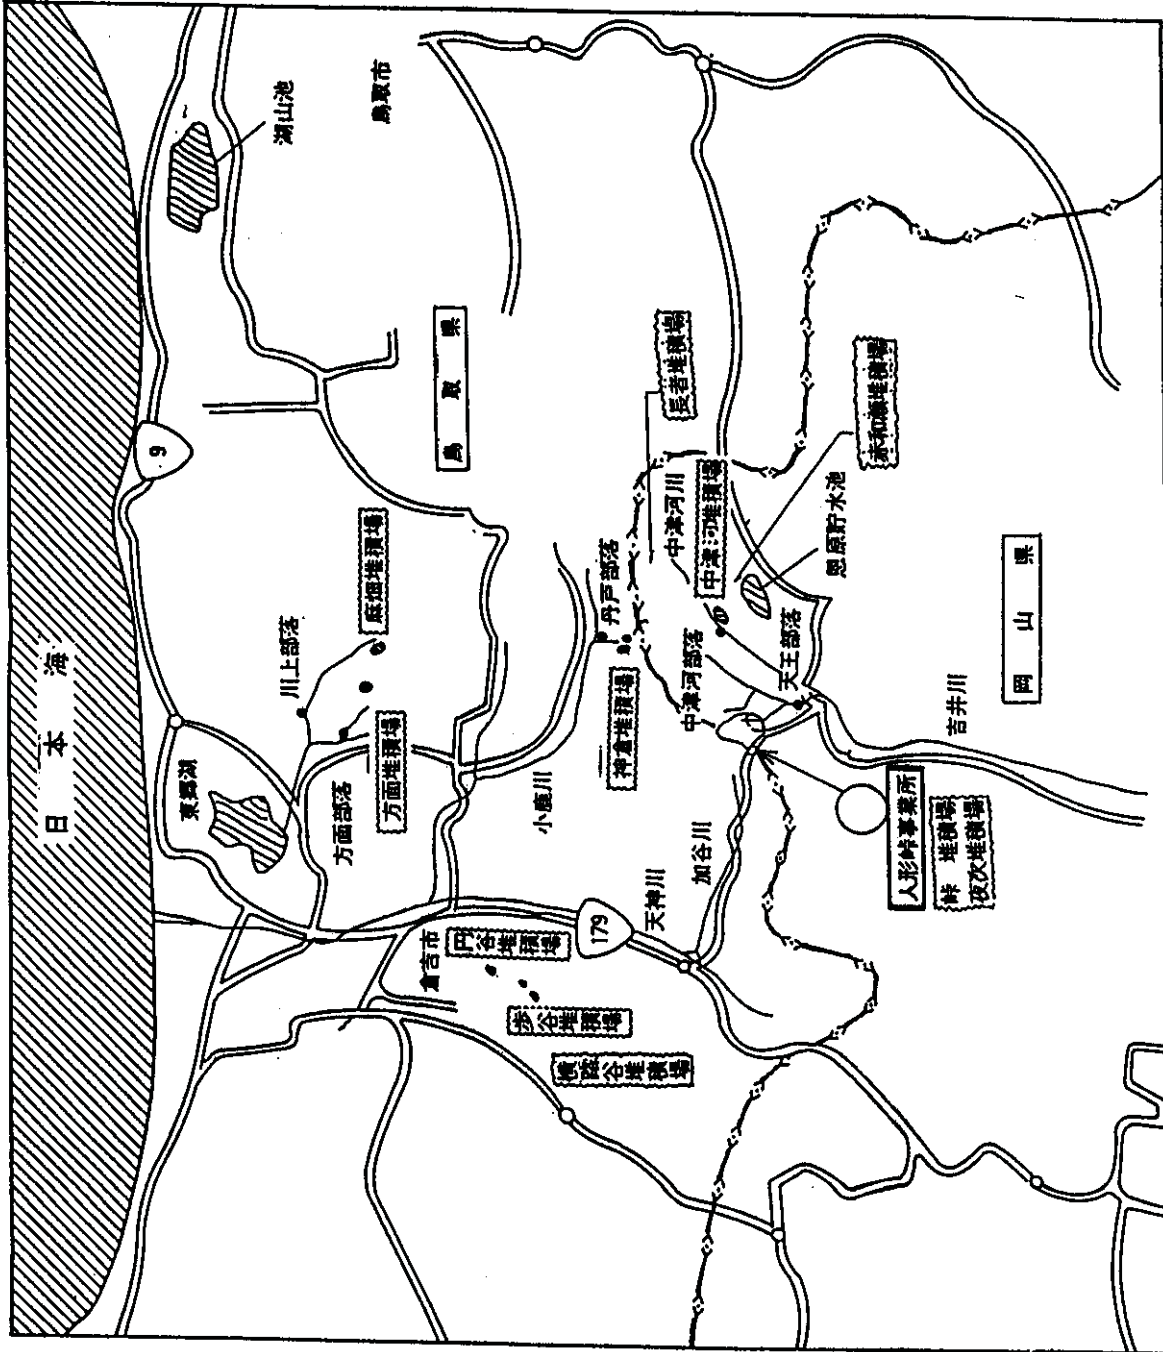 日本海
湖山池
鳥取市
9
東郷湖
川上部落
麻畑堆積場
方面部落
方面堆積場
鳥取県
小鹿川
丹戸部落
神倉堆積場
長者堆積場
中津河川
中津河堆積場
中津河部落
赤和瀬堆積場
恩原貯水池
天王部落
倉吉市
円谷堆積場
歩谷堆積場
横谷堆積場
179
天神川
加谷川
人形峠事業所
峠 堆積場
夜次堆積場
吉井川
岡山県